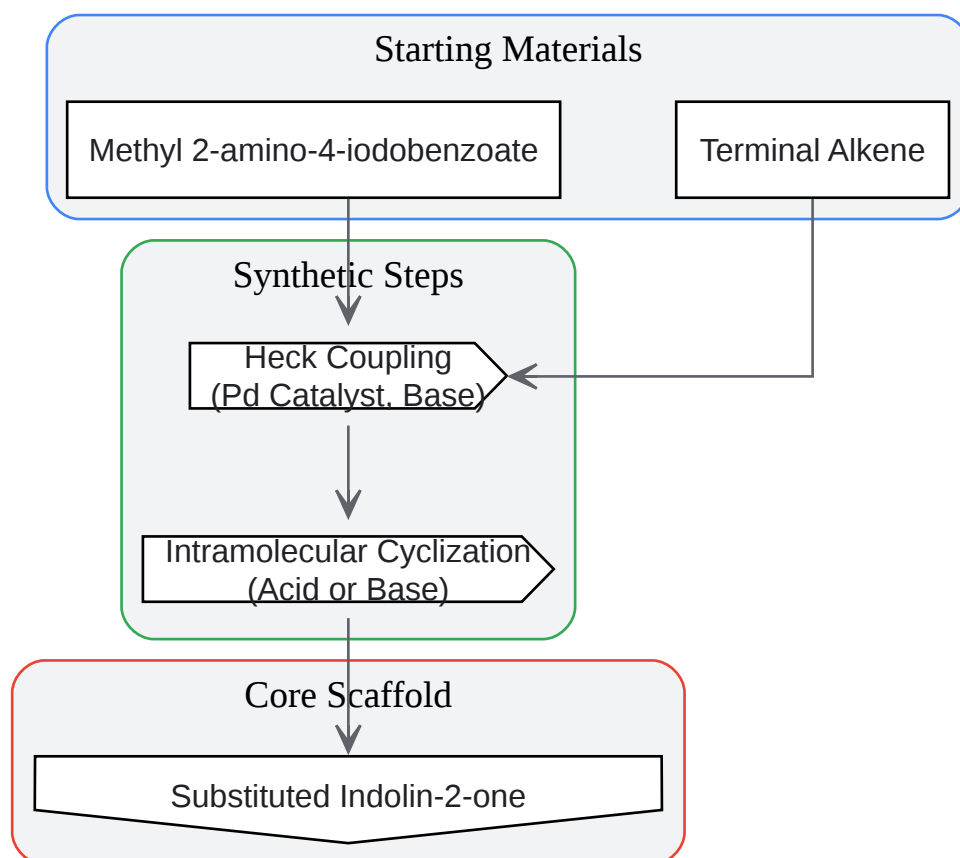 Starting Materials
Methyl 2-amino-4-iodobenzoate
Terminal Alkene
Synthetic Steps
Heck Coupling
(Pd Catalyst, Base)
Intramolecular Cyclization
(Acid or Base)
Core Scaffold
Substituted Indolin-2-one